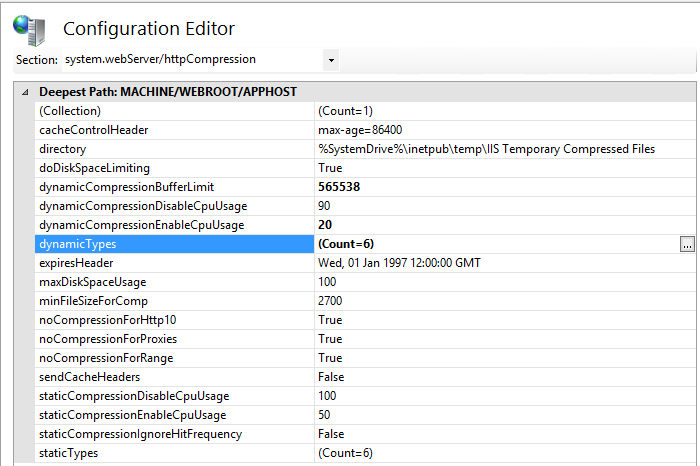 Configuration Editor
Section: system.webServer/httpCompression
Deepest Path: MACHINE/WEBROOT/APPHOST
(Collection) (Count=1)
cacheControlHeader max-age=86400
directory %SystemDrive%\inetpub\temp\IIS Temporary Compressed Files
doDiskSpaceLimiting True
dynamicCompressionBufferLimit 565538
dynamicCompressionDisableCpuUsage 90
dynamicCompressionEnableCpuUsage 20
dynamicTypes (Count=6) ...
expiresHeader Wed, 01 Jan 1997 12:00:00 GMT
maxDiskSpaceUsage 100
minFileSizeForComp 2700
noCompressionForHttp10 True
noCompressionForProxies True
noCompressionForRange True
sendCacheHeaders False
staticCompressionDisableCpuUsage 100
staticCompressionEnableCpuUsage 50
staticCompressionIgnoreHitFrequency False
staticTypes (Count=6)